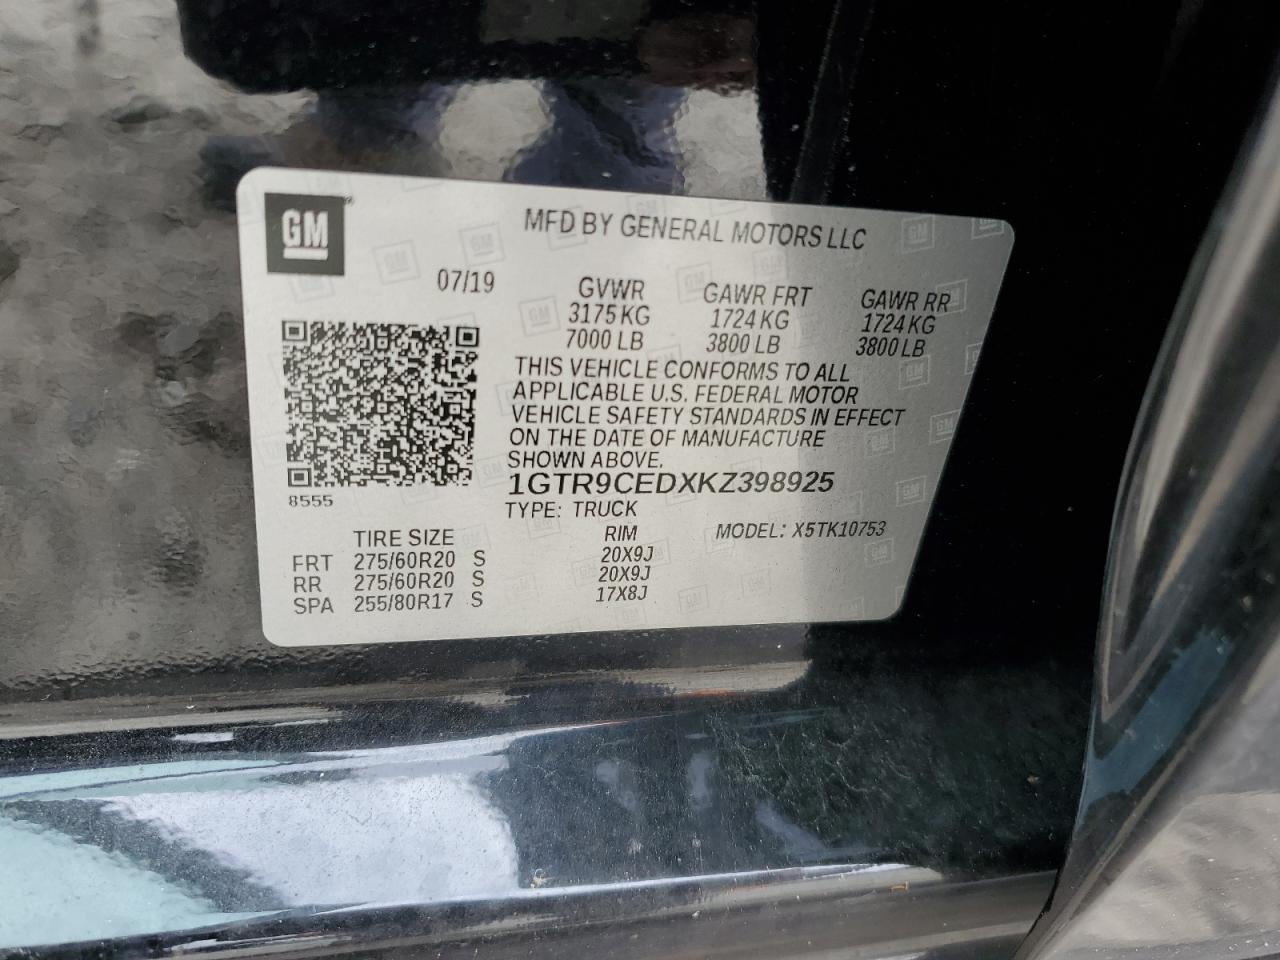 GM
MFD BY GENERAL MOTORS LLC
07/19
GVWR GAWR FRT GAWR RR
3175 KG 1724 KG 1724 KG
7000 LB 3800 LB 3800 LB
THIS VEHICLE CONFORMS TO ALL
APPLICABLE U.S. FEDERAL MOTOR
VEHICLE SAFETY STANDARDS IN EFFECT
ON THE DATE OF MANUFACTURE
SHOWN ABOVE.
8555
1GTR9CEDXKZ398925
TYPE: TRUCK
MODEL: X5TK10753
TIRE SIZE RIM
FRT 275/60R20 S 20X9J
RR 275/60R20 S 20X9J
SPA 255/80R17 S 17X8J